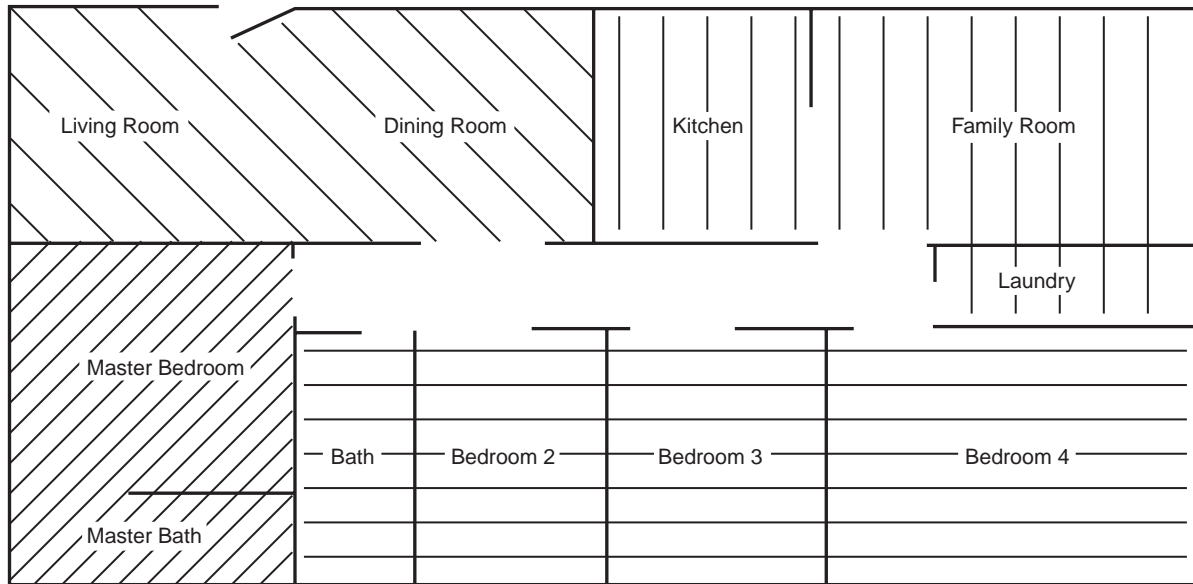 Living Room
Dining Room
Kitchen
Family Room
Laundry
Master Bedroom
Bath
Bedroom 2
Bedroom 3
Bedroom 4
Master Bath